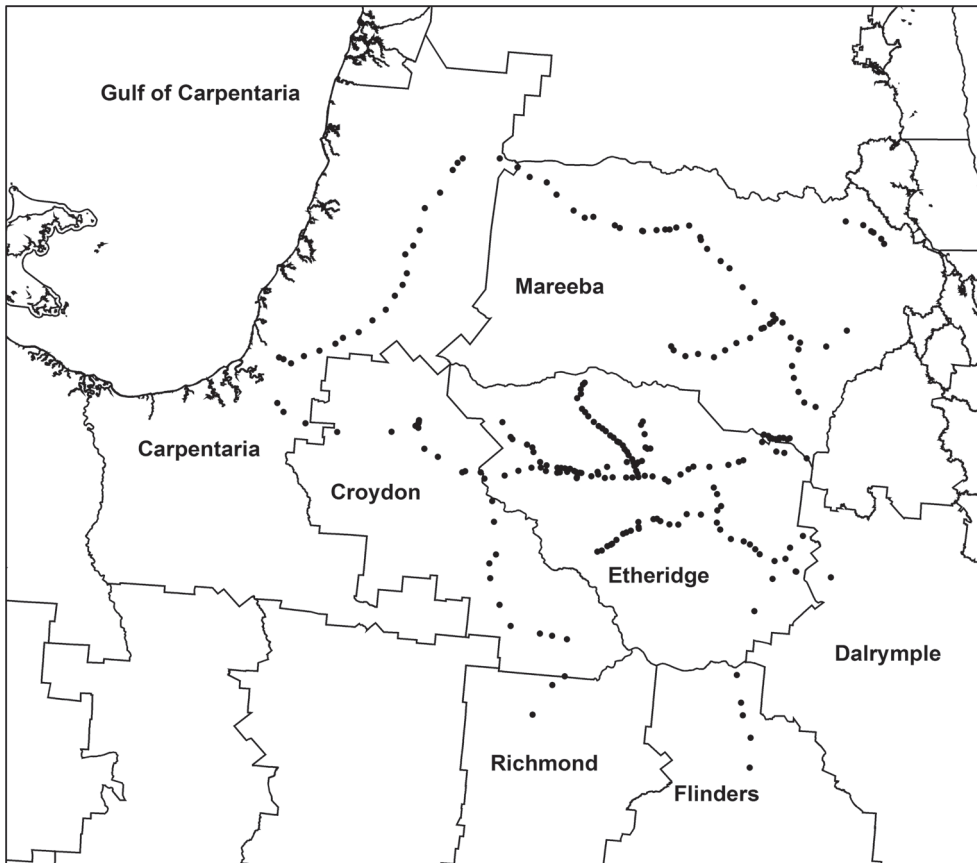 Gulf of Carpentaria
Mareeba
Carpentaria
Croydon
Etheridge
Dalrymple
Richmond
Flinders